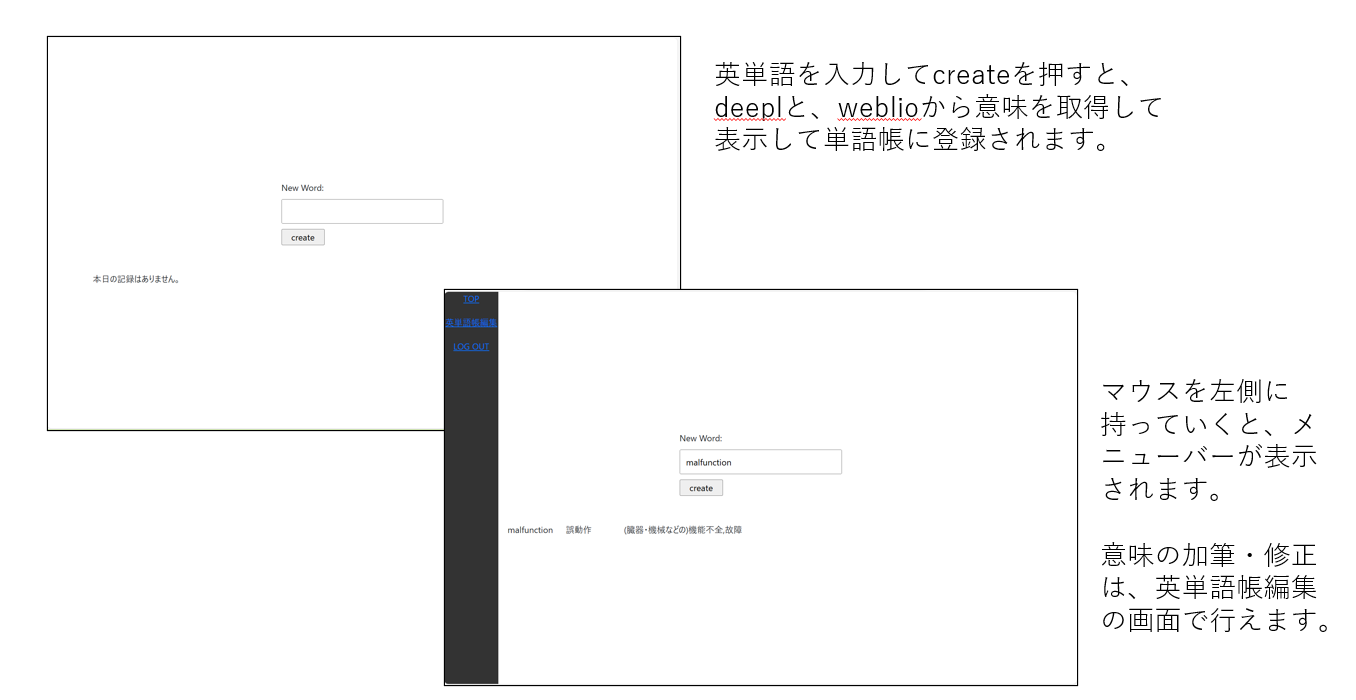 英単語を入力してcreateを押すと、
deeplと、weblioから意味を取得して
表示して単語帳に登録されます。
New Word:
create
本日の記録はありません。
TOP
英単語帳編集
LOG OUT
New Word:
malfunction
create
malfunction 誤動作 (臓器・機械などの)機能不全,故障
マウスを左側に
持っていくと、メ
ニューバーが表示
されます。
意味の加筆・修正
は、英単語帳編集
の画面で行えます。